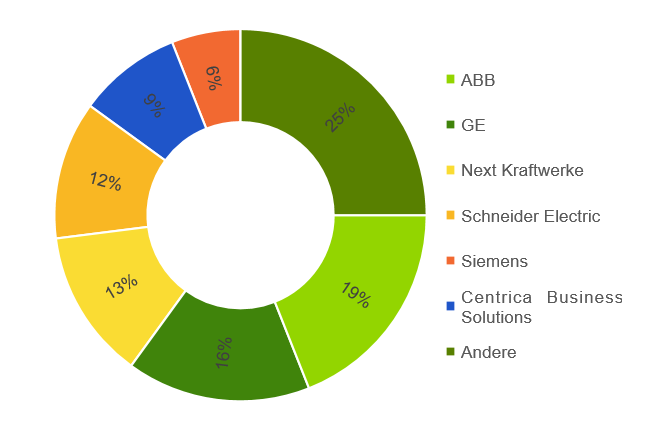 6%
9%
25%
12%
13%
19%
16%
ABB
GE
Next Kraftwerke
Schneider Electric
Siemens
Centrica Business
Solutions
Andere